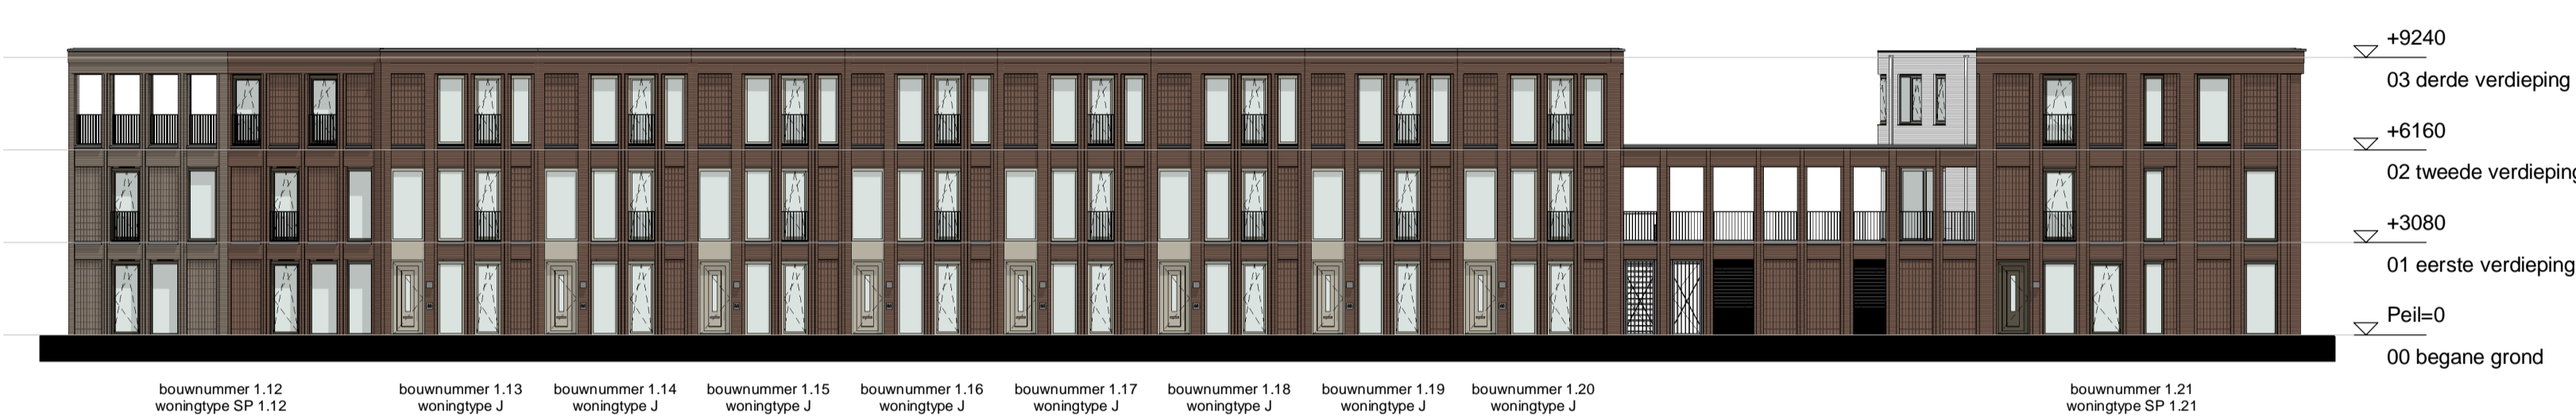 +9240
03 derde verdieping
+6160
02 tweede verdieping
+3080
01 eerste verdieping
Peil=0
00 begane grond
bouwnummer 1.12
woningtype SP 1.12
bouwnummer 1.13
woningtype J
bouwnummer 1.14
woningtype J
bouwnummer 1.15
woningtype J
bouwnummer 1.16
woningtype J
bouwnummer 1.17
woningtype J
bouwnummer 1.18
woningtype J
bouwnummer 1.19
woningtype J
bouwnummer 1.20
woningtype J
bouwnummer 1.21
woningtype SP 1.21